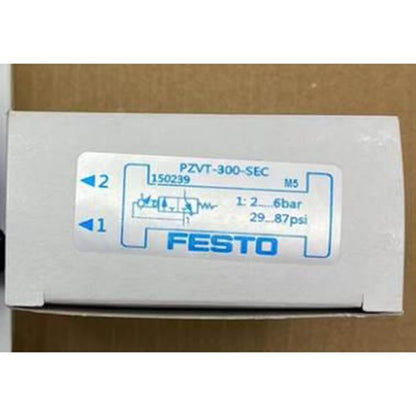 PZVT-300-SEC
150239 M5
◀2 1: 2....6bar
29...87psi
◀1
FESTO